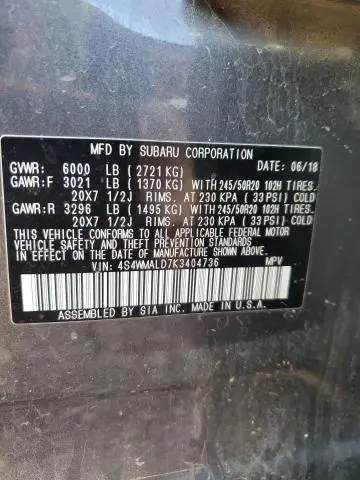 MFD BY SUBARU CORPORATION
GVWR: 6000 LB ( 2721 KG) DATE: 06/18
GAWR:F 3021 LB ( 1370 KG) WITH 245/50R20 102H TIRES.
20X7 1/2J RIMS. AT 230 KPA ( 33 PSI) COLD
GAWR:R 3296 LB ( 1495 KG) WITH 245/50R20 102H TIRES.
20X7 1/2J RIMS. AT 230 KPA ( 33 PSI) COLD
THIS VEHICLE CONFORMS TO ALL APPLICABLE FEDERAL MOTOR
VEHICLE SAFETY STANDARDS IN EFFECT ON THE DATE OF
MANUFACTURE SHOWN ABOVE.
VIN: 4S4WMALD7K3404736 MPV
ASSEMBLED BY SIA INC. IN U.S.A.